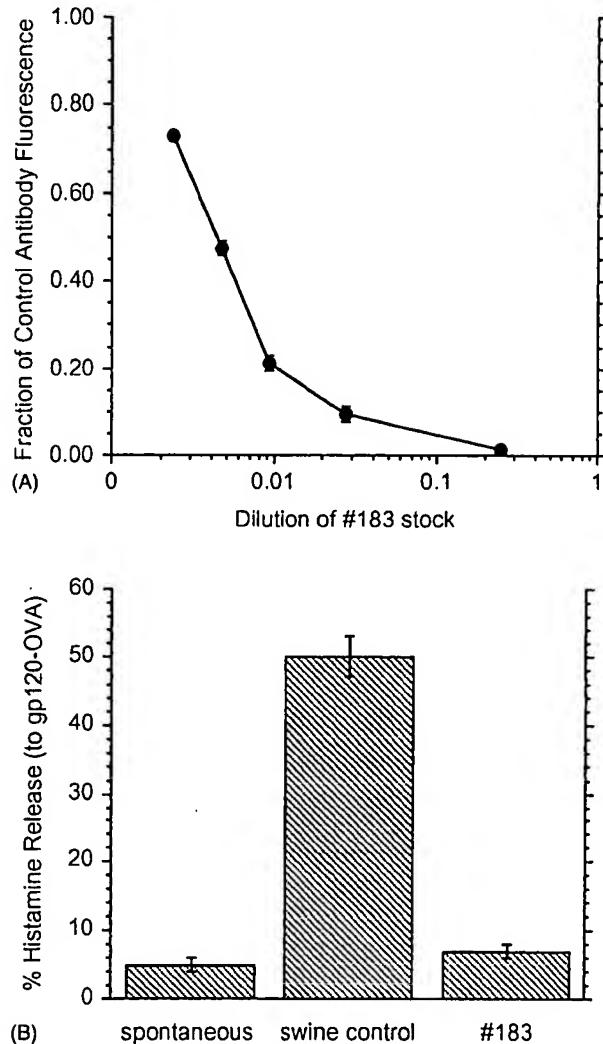 Fraction of Control Antibody Fluorescence
1.00
0.80
0.60
0.40
0.20
0.00
(A)
0
0.01
0.1
1
Dilution of #183 stock
% Histamine Release (to gp120-OVA)
60
50
40
30
20
10
0
(B)
spontaneous
swine control
#183